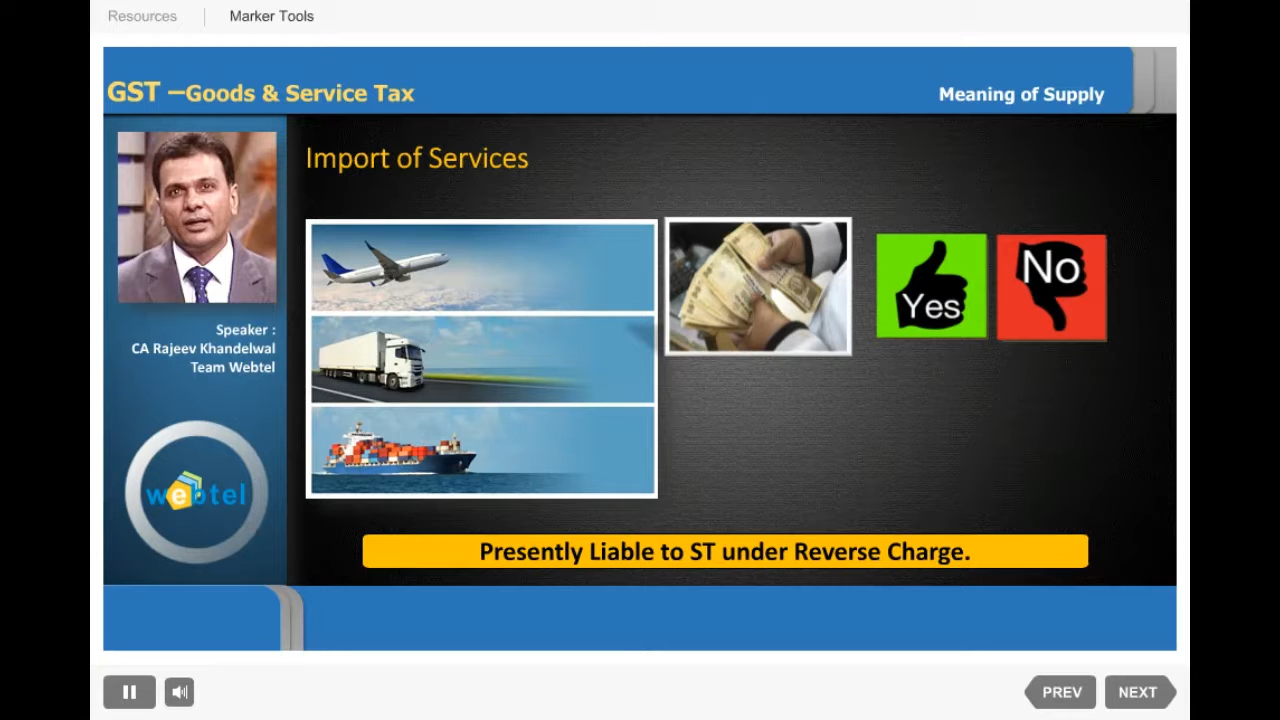 Resources
Marker Tools
GST –Goods & Service Tax
Meaning of Supply
Import of Services
Yes
No
Speaker :
CA Rajeev Khandelwal
Team Webtel
webtel
Presently Liable to ST under Reverse Charge.
PREV
NEXT